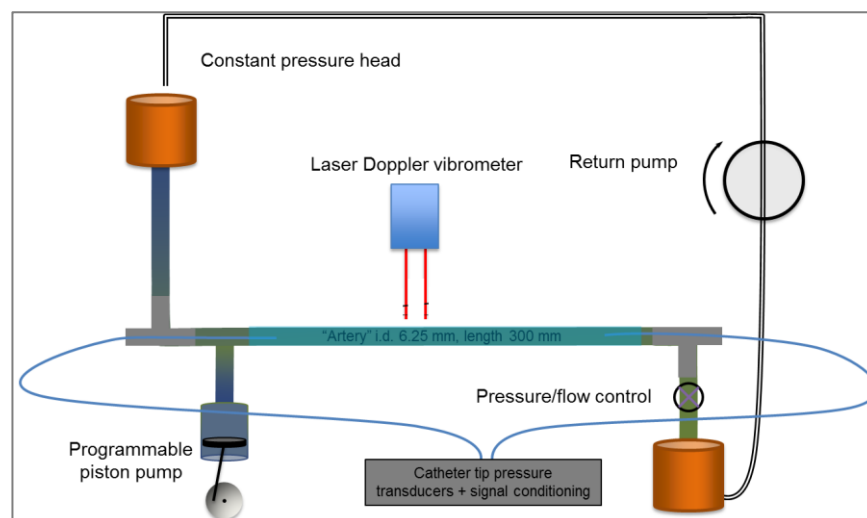 Constant pressure head
Laser Doppler vibrometer
Return pump
"Artery" i.d. 6.25 mm, length 300 mm
Pressure/flow control
Programmable
piston pump
Catheter tip pressure
transducers + signal conditioning